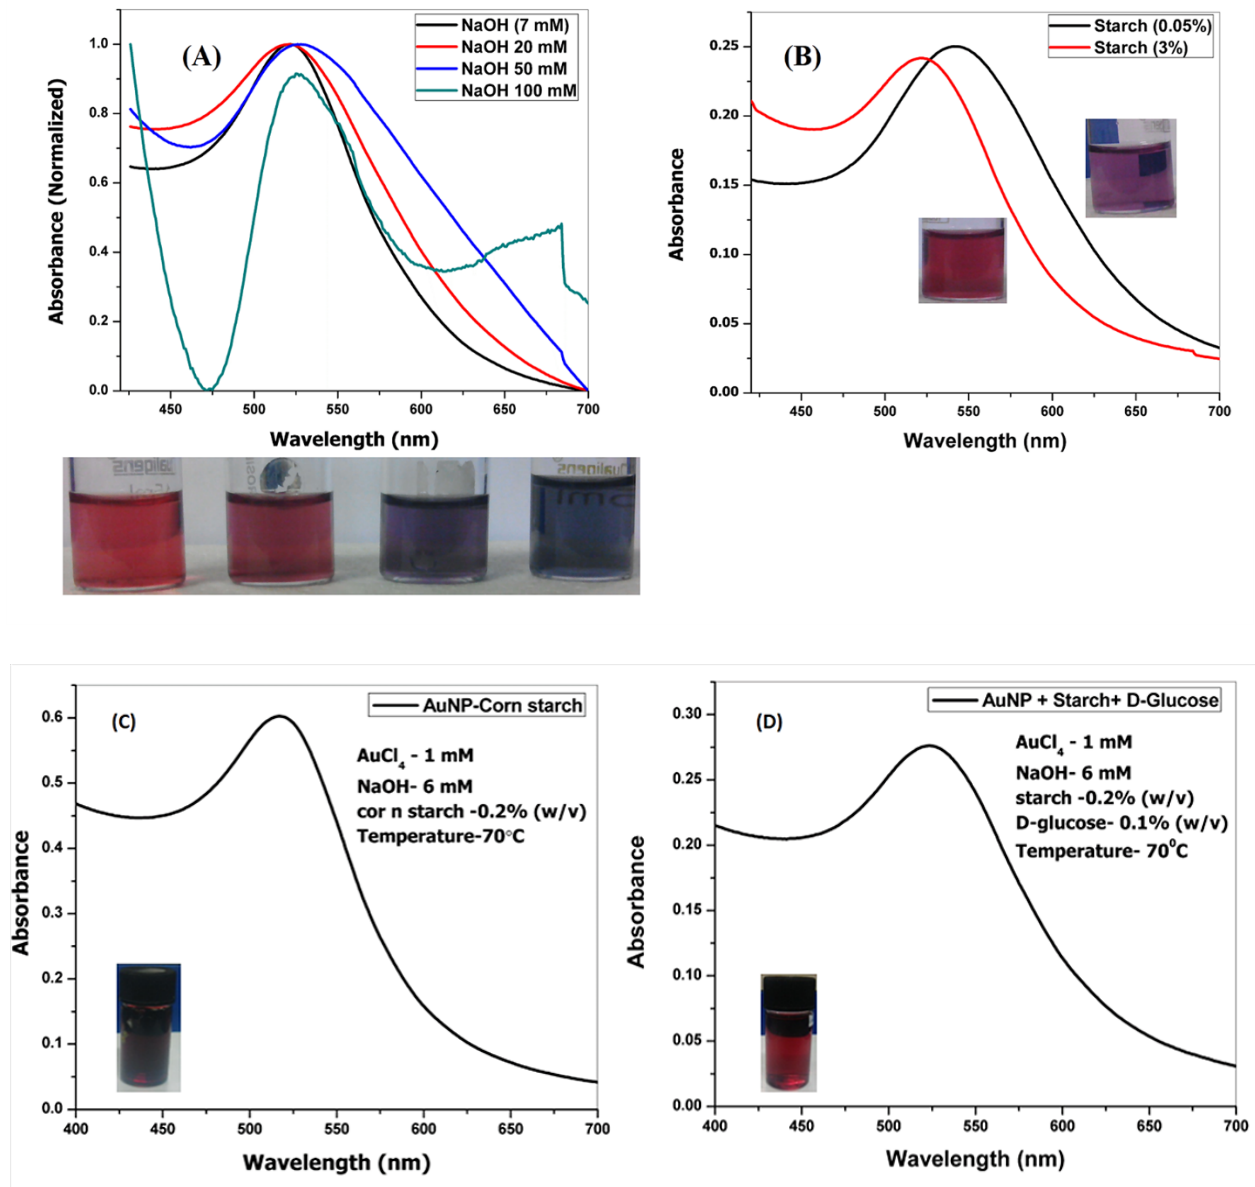 (A)
NaOH (7 mM)
NaOH 20 mM
NaOH 50 mM
NaOH 100 mM
Absorbance (Normalized)
1.0
0.8
0.6
0.4
0.2
0.0
450 500 550 600 650 700
Wavelength (nm)
(B)
Starch (0.05%)
Starch (3%)
Absorbance
0.25
0.20
0.15
0.10
0.05
0.00
450 500 550 600 650 700
Wavelength (nm)
Qualigens
15ml
(C)
AuNP-Corn starch
AuCl4 - 1 mM
NaOH- 6 mM
cor n starch -0.2% (w/v)
Temperature-70°C
Absorbance
0.6
0.5
0.4
0.3
0.2
0.1
0.0
400 450 500 550 600 650 700
Wavelength (nm)
(D)
AuNP + Starch+ D-Glucose
AuCl4 - 1 mM
NaOH- 6 mM
starch -0.2% (w/v)
D-glucose- 0.1% (w/v)
Temperature- 70⁰C
Absorbance
0.30
0.25
0.20
0.15
0.10
0.05
0.00
400 450 500 550 600 650 700
Wavelength (nm)